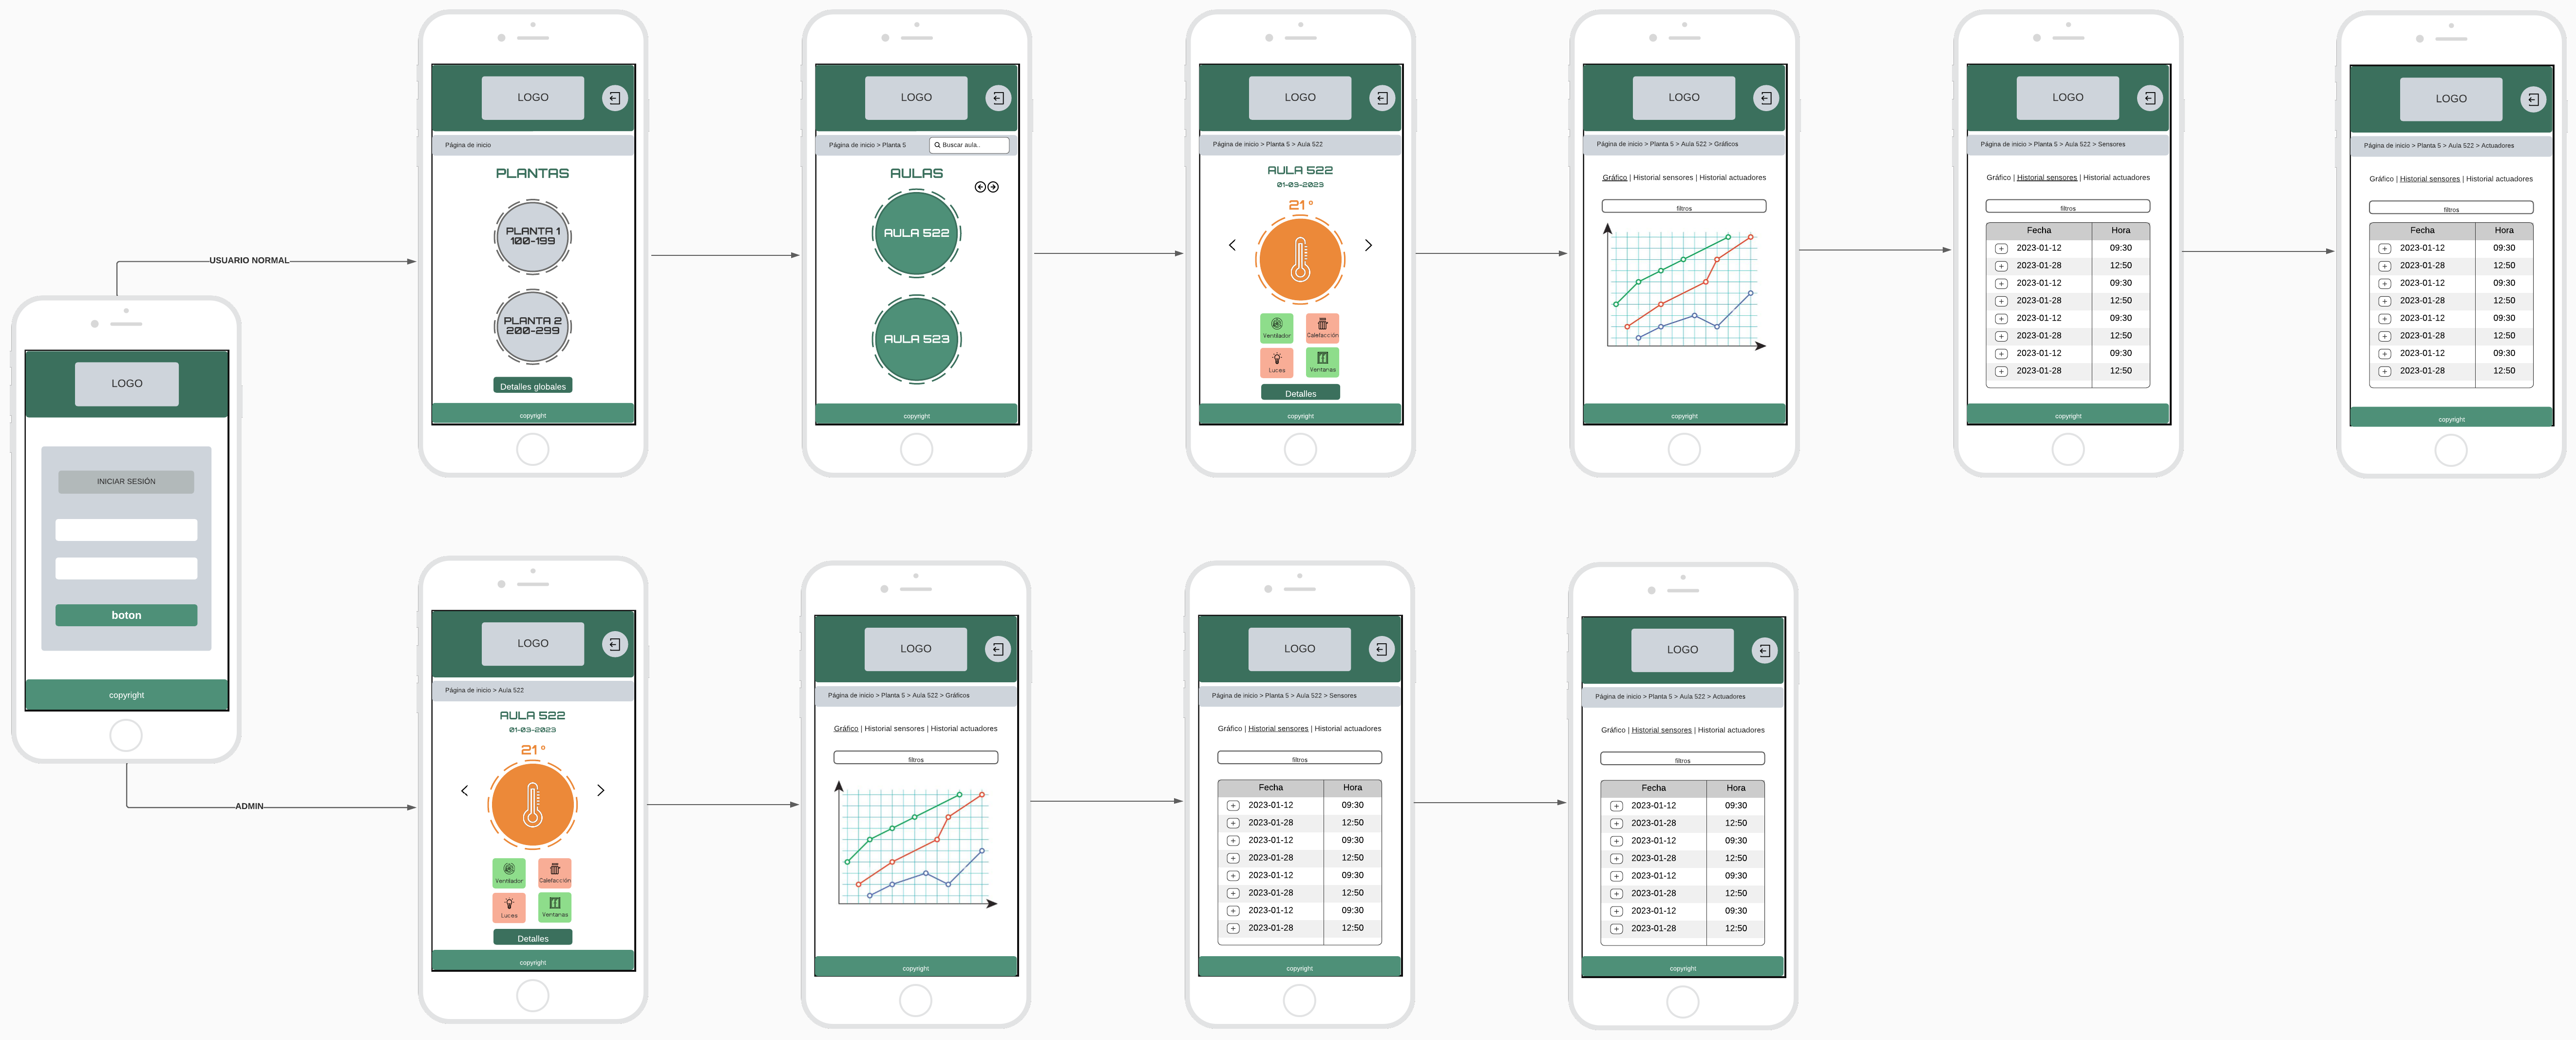 LOGO
INICIAR SESIÓN
boton
copyright
USUARIO NORMAL
ADMIN
LOGO
Página de inicio
PLANTAS
PLANTA 1
100-199
PLANTA 2
200-299
Detalles globales
copyright
LOGO
Página de inicio > Planta 5
Buscar aula..
AULAS
AULA 522
AULA 523
copyright
LOGO
Página de inicio > Planta 5 > Aula 522
AULA 522
01-03-2023
21 º
Ventilador
Calefacción
Luces
Ventanas
Detalles
copyright
LOGO
Página de inicio > Planta 5 > Aula 522 > Gráficos
Gráfico | Historial sensores | Historial actuadores
filtros
copyright
LOGO
Página de inicio > Planta 5 > Aula 522 > Sensores
Gráfico | Historial sensores | Historial actuadores
filtros
Fecha Hora
+ 2023-01-12 09:30
+ 2023-01-28 12:50
+ 2023-01-12 09:30
+ 2023-01-28 12:50
+ 2023-01-12 09:30
+ 2023-01-28 12:50
+ 2023-01-12 09:30
+ 2023-01-28 12:50
copyright
LOGO
Página de inicio > Planta 5 > Aula 522 > Actuadores
Gráfico | Historial sensores | Historial actuadores
filtros
Fecha Hora
+ 2023-01-12 09:30
+ 2023-01-28 12:50
+ 2023-01-12 09:30
+ 2023-01-28 12:50
+ 2023-01-12 09:30
+ 2023-01-28 12:50
+ 2023-01-12 09:30
+ 2023-01-28 12:50
copyright
LOGO
Página de inicio > Aula 522
AULA 522
01-03-2023
21 º
Ventilador
Calefacción
Luces
Ventanas
Detalles
copyright
LOGO
Página de inicio > Planta 5 > Aula 522 > Gráficos
Gráfico | Historial sensores | Historial actuadores
filtros
copyright
LOGO
Página de inicio > Planta 5 > Aula 522 > Sensores
Gráfico | Historial sensores | Historial actuadores
filtros
Fecha Hora
+ 2023-01-12 09:30
+ 2023-01-28 12:50
+ 2023-01-12 09:30
+ 2023-01-28 12:50
+ 2023-01-12 09:30
+ 2023-01-28 12:50
+ 2023-01-12 09:30
+ 2023-01-28 12:50
copyright
LOGO
Página de inicio > Planta 5 > Aula 522 > Actuadores
Gráfico | Historial sensores | Historial actuadores
filtros
Fecha Hora
+ 2023-01-12 09:30
+ 2023-01-28 12:50
+ 2023-01-12 09:30
+ 2023-01-28 12:50
+ 2023-01-12 09:30
+ 2023-01-28 12:50
+ 2023-01-12 09:30
+ 2023-01-28 12:50
copyright